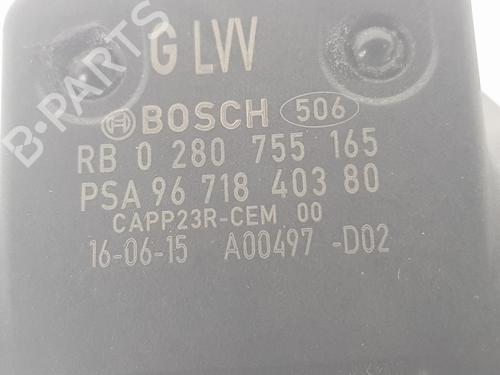 G LVV
BOSCH 506
RB 0 280 755 165
PSA 96 718 403 80
CAPP23R-CEM 00
16-06-15 A00497 -D02